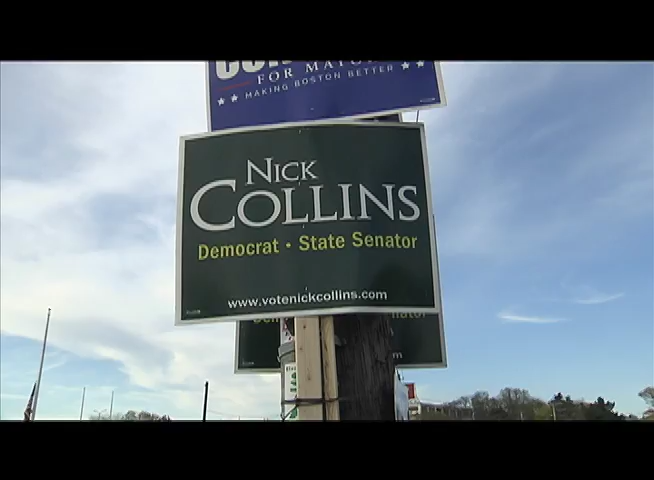 FOR MAYOR
MAKING BOSTON BETTER
NICK
COLLINS
Democrat • State Senator
www.votenickcollins.com